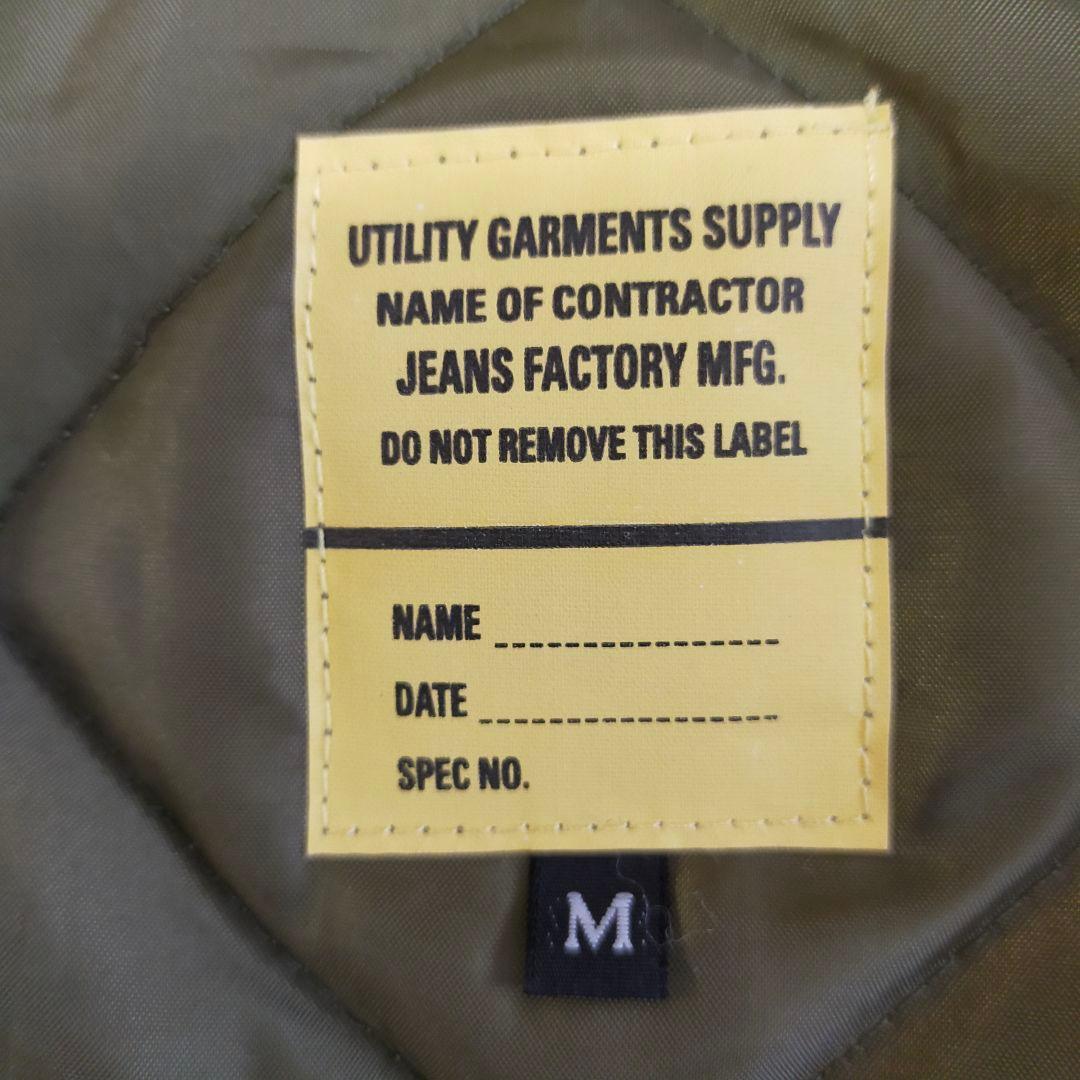 UTILITY GARMENTS SUPPLY
NAME OF CONTRACTOR
JEANS FACTORY MFG.
DO NOT REMOVE THIS LABEL
NAME
DATE
SPEC NO.
M